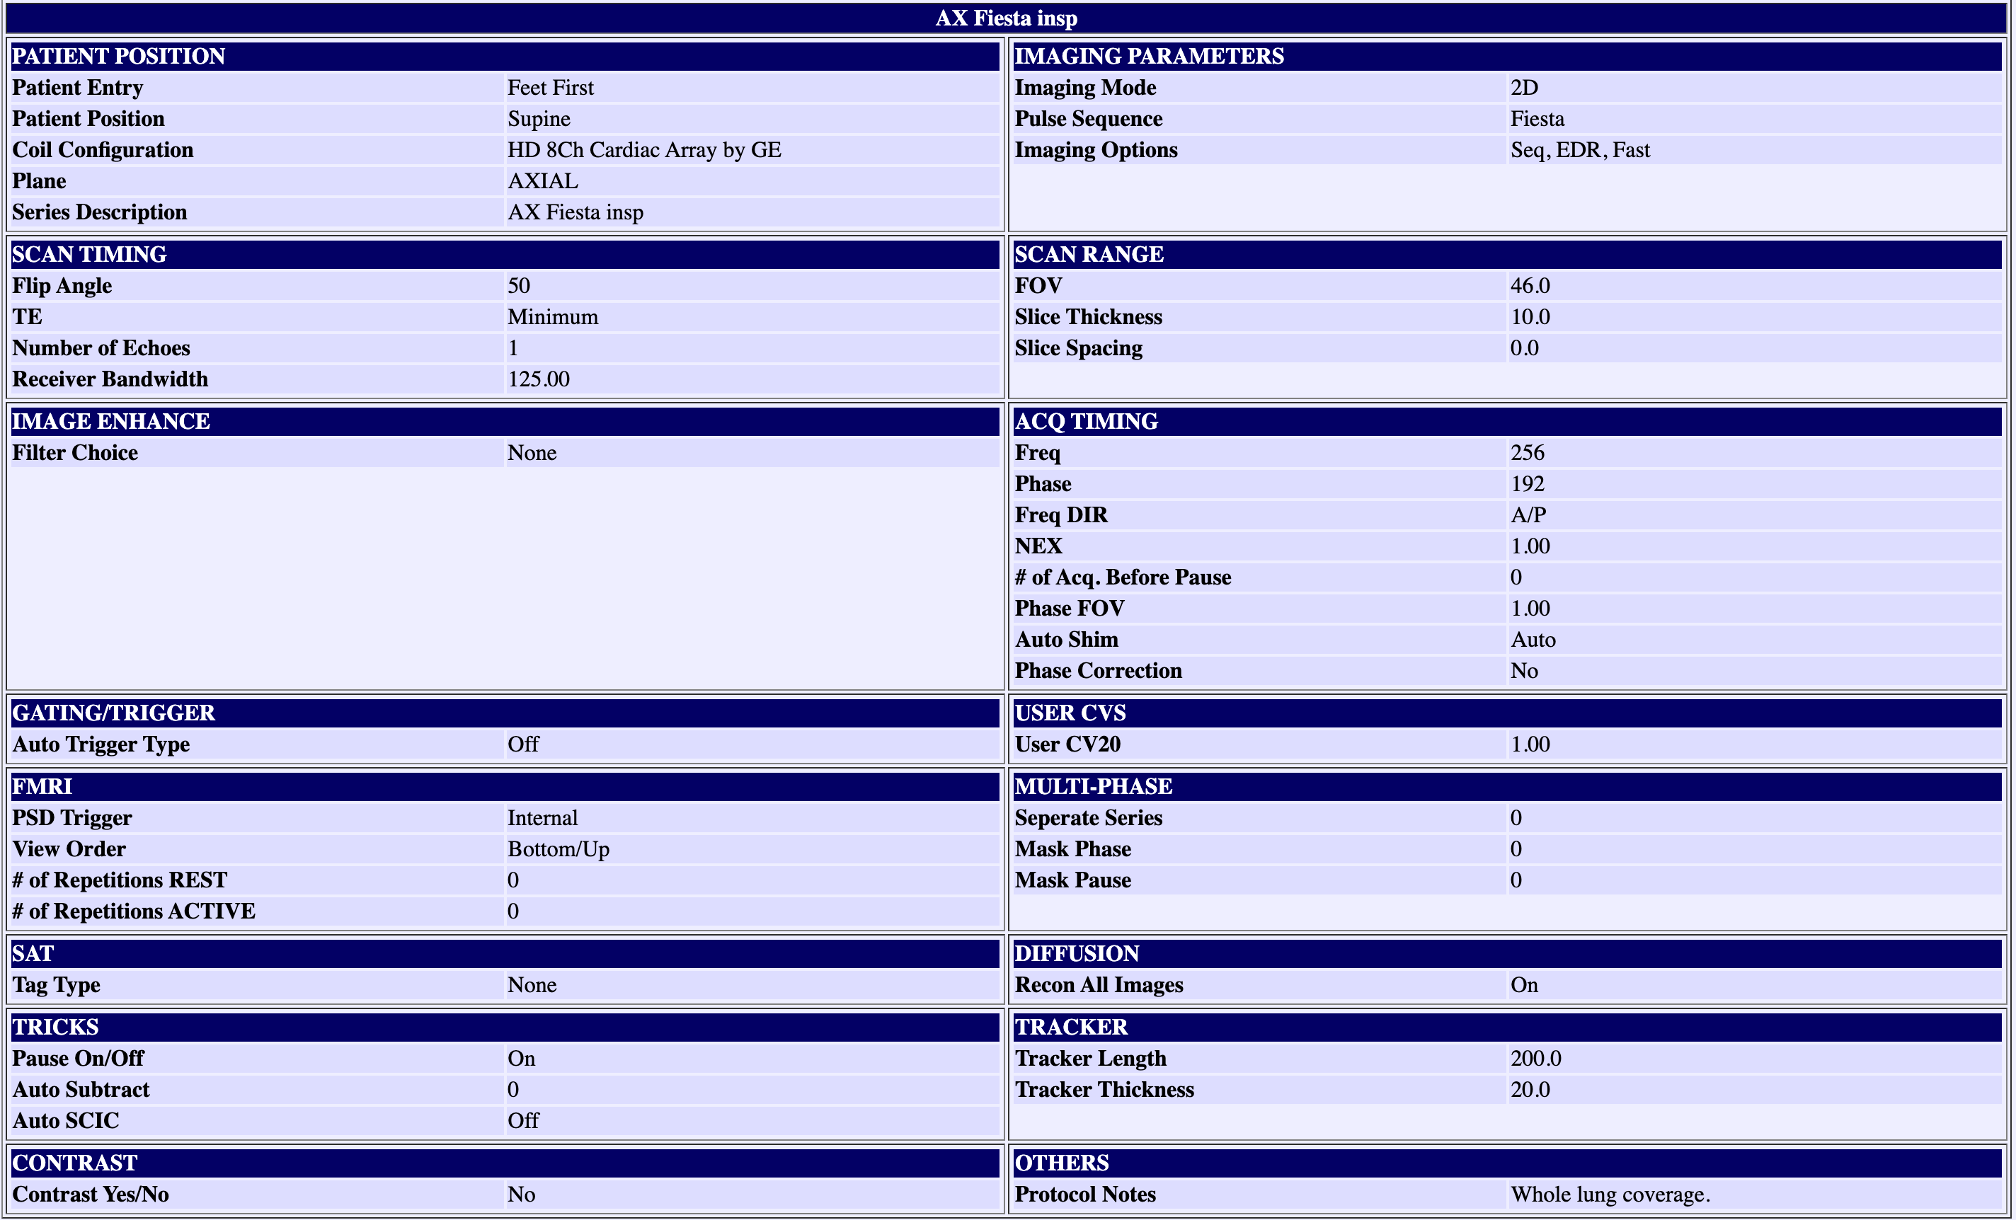 AX Fiesta insp
PATIENT POSITION
Patient Entry Feet First
Patient Position Supine
Coil Configuration HD 8Ch Cardiac Array by GE
Plane AXIAL
Series Description AX Fiesta insp
IMAGING PARAMETERS
Imaging Mode 2D
Pulse Sequence Fiesta
Imaging Options Seq, EDR, Fast
SCAN TIMING
Flip Angle 50
TE Minimum
Number of Echoes 1
Receiver Bandwidth 125.00
SCAN RANGE
FOV 46.0
Slice Thickness 10.0
Slice Spacing 0.0
IMAGE ENHANCE
Filter Choice None
ACQ TIMING
Freq 256
Phase 192
Freq DIR A/P
NEX 1.00
# of Acq. Before Pause 0
Phase FOV 1.00
Auto Shim Auto
Phase Correction No
GATING/TRIGGER
Auto Trigger Type Off
USER CVS
User CV20 1.00
FMRI
PSD Trigger Internal
View Order Bottom/Up
# of Repetitions REST 0
# of Repetitions ACTIVE 0
MULTI-PHASE
Seperate Series 0
Mask Phase 0
Mask Pause 0
SAT
Tag Type None
DIFFUSION
Recon All Images On
TRICKS
Pause On/Off On
Auto Subtract 0
Auto SCIC Off
TRACKER
Tracker Length 200.0
Tracker Thickness 20.0
CONTRAST
Contrast Yes/No No
OTHERS
Protocol Notes Whole lung coverage.